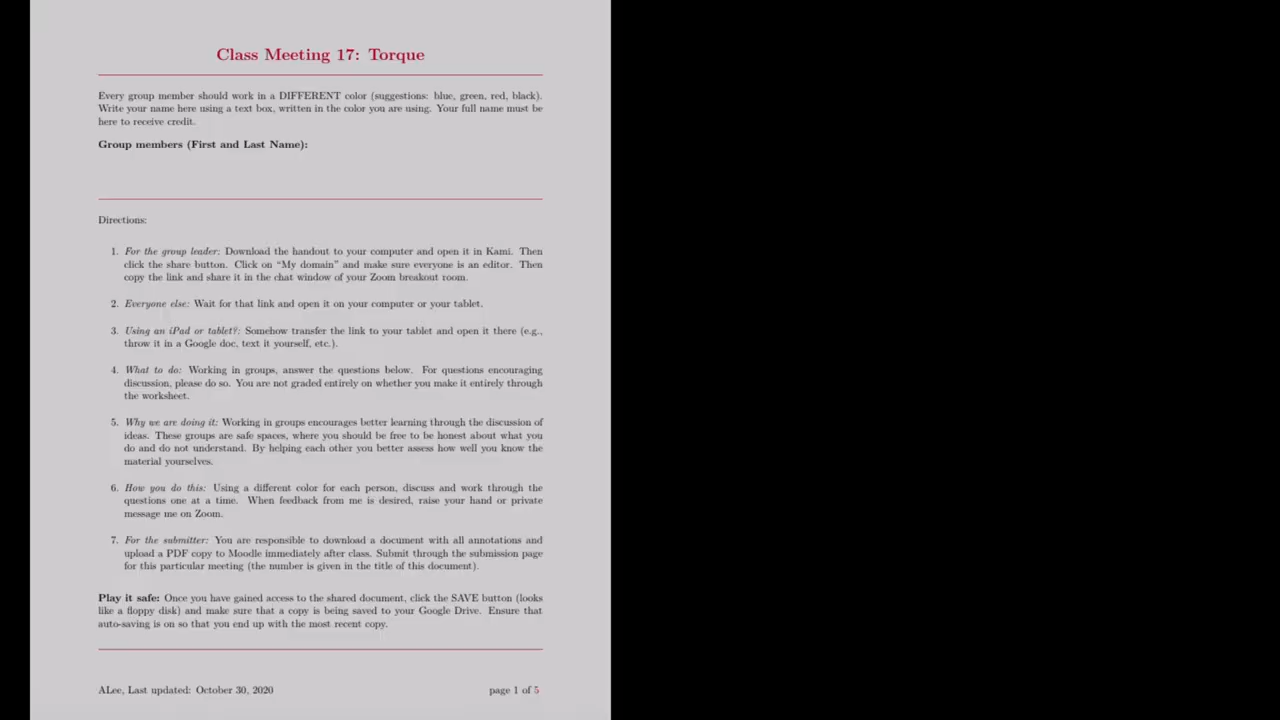 Class Meeting 17: Torque
Every group member should work in a DIFFERENT color (suggestions: blue, green, red, black).
Write your name here using a text box, written in the color you are using. Your full name must be
here to receive credit.
Group members (First and Last Name):
Directions:
1. For the group leader: Download the handout to your computer and open it in Kami. Then
click the share button. Click on “My domain” and make sure everyone is an editor. Then
copy the link and share it in the chat window of your Zoom breakout room.
2. Everyone else: Wait for that link and open it on your computer or your tablet.
3. Using an iPad or tablet?: Somehow transfer the link to your tablet and open it there (e.g.,
throw it in a Google doc, text it yourself, etc.).
4. What to do: Working in groups, answer the questions below. For questions encouraging
discussion, please do so. You are not graded entirely on whether you make it entirely through
the worksheet.
5. Why we are doing it: Working in groups encourages better learning through the discussion of
ideas. These groups are safe spaces, where you should be free to be honest about what you
do and do not understand. By helping each other you better assess how well you know the
material yourselves.
6. How you do this: Using a different color for each person, discuss and work through the
questions one at a time. When feedback from me is desired, raise your hand or private
message me on Zoom.
7. For the submitter: You are responsible to download a document with all annotations and
upload a PDF copy to Moodle immediately after class. Submit through the submission page
for this particular meeting (the number is given in the title of this document).
Play it safe: Once you have gained access to the shared document, click the SAVE button (looks
like a floppy disk) and make sure that a copy is being saved to your Google Drive. Ensure that
auto-saving is on so that you end up with the most recent copy.
ALee, Last updated: October 30, 2020
page 1 of 5